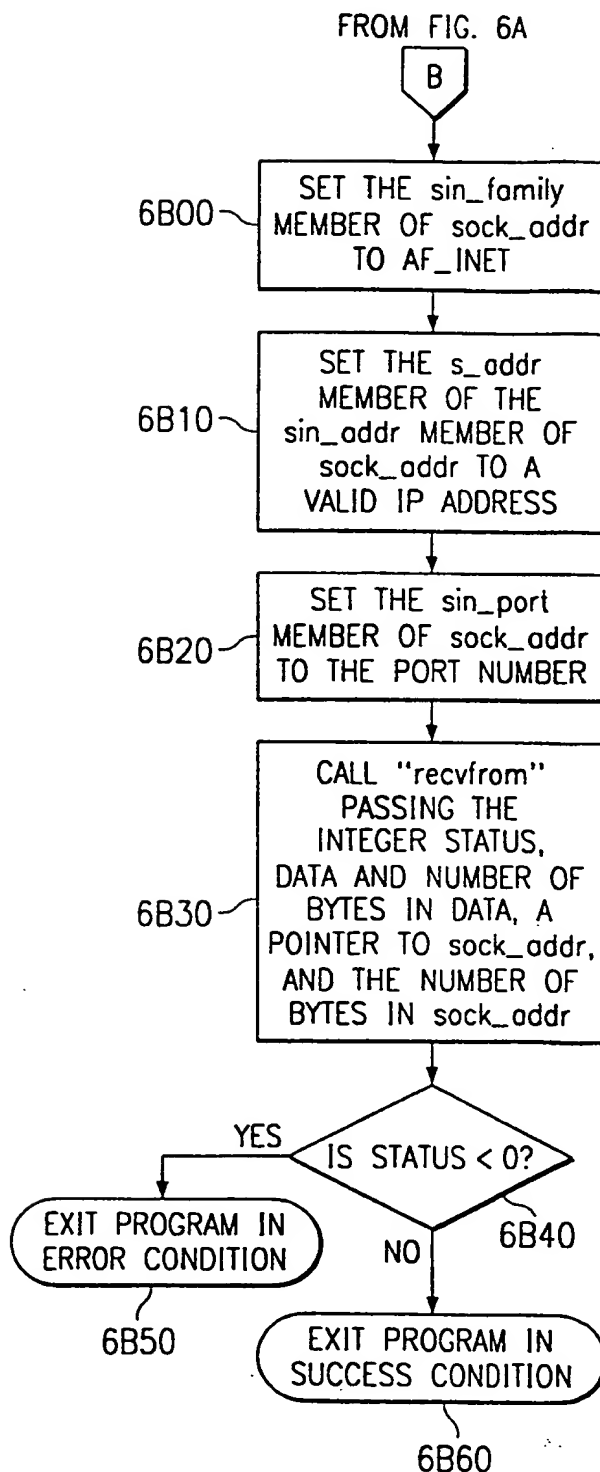 FROM FIG. 6A
B
6B00
SET THE sin_family
MEMBER OF sock_addr
TO AF_INET
6B10
SET THE s_addr
MEMBER OF THE
sin_addr MEMBER OF
sock_addr TO A
VALID IP ADDRESS
6B20
SET THE sin_port
MEMBER OF sock_addr
TO THE PORT NUMBER
6B30
CALL "recvfrom"
PASSING THE
INTEGER STATUS,
DATA AND NUMBER OF
BYTES IN DATA, A
POINTER TO sock_addr,
AND THE NUMBER OF
BYTES IN sock_addr
YES
IS STATUS < 0?
6B40
NO
EXIT PROGRAM IN
ERROR CONDITION
6B50
EXIT PROGRAM IN
SUCCESS CONDITION
6B60